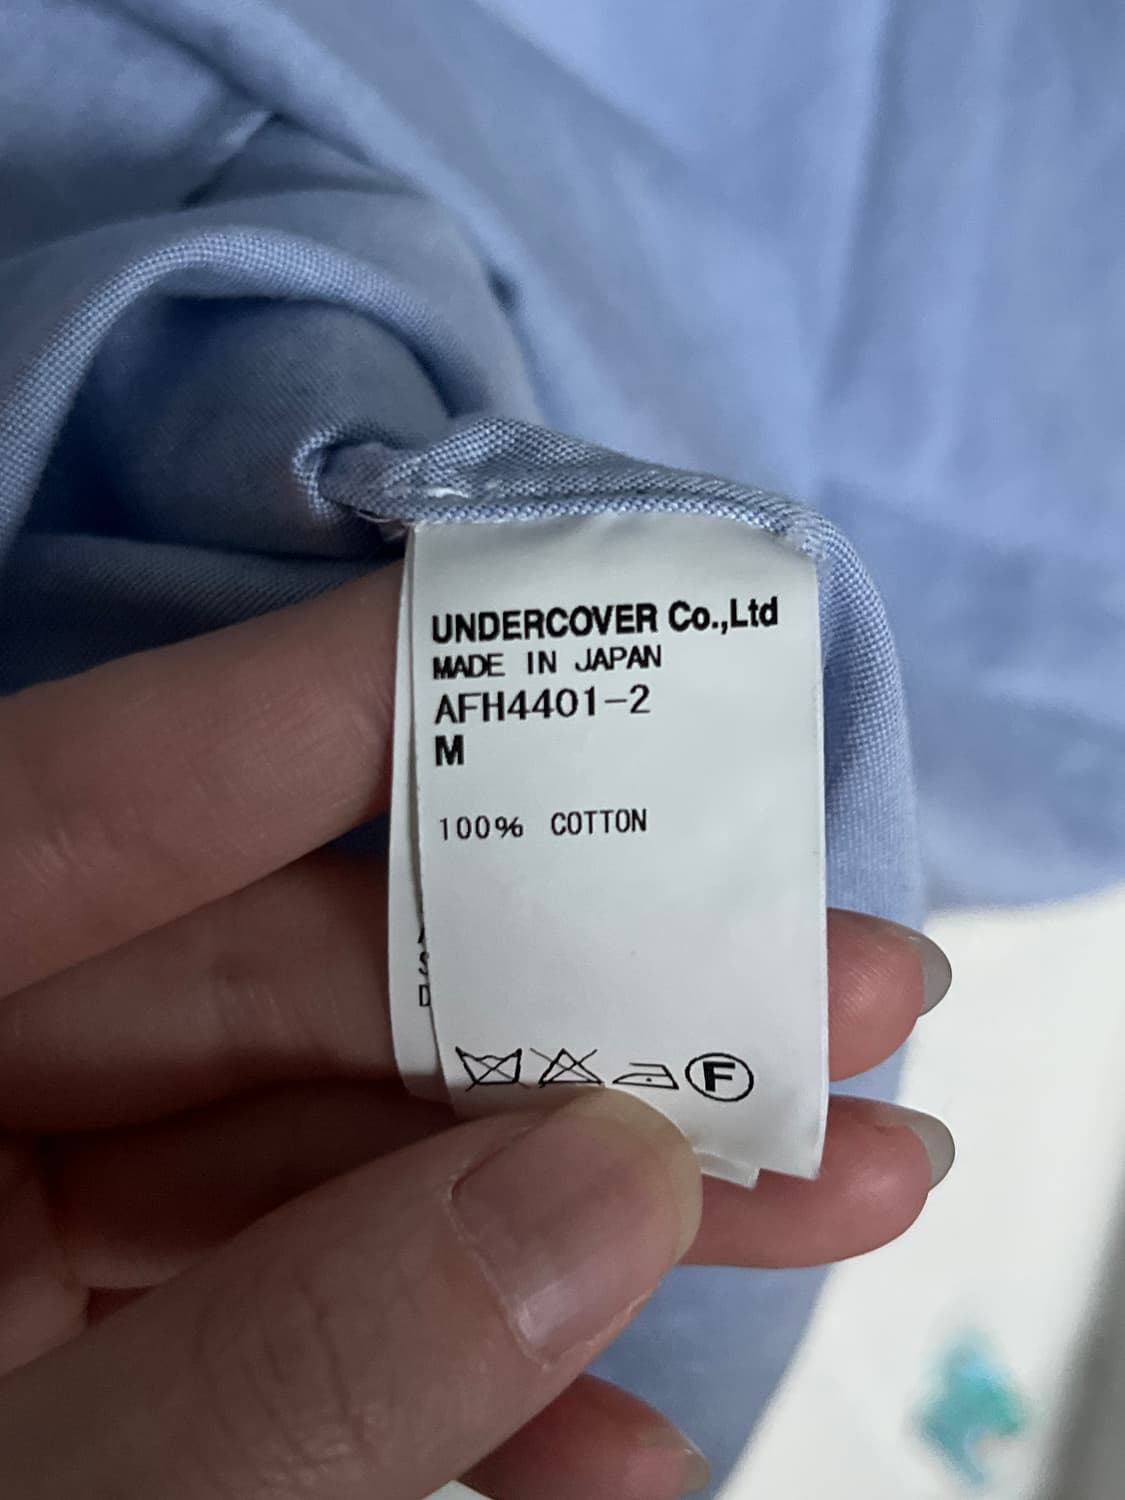 UNDERCOVER Co.,Ltd
MADE IN JAPAN
AFH4401-2
M
100% COTTON
F